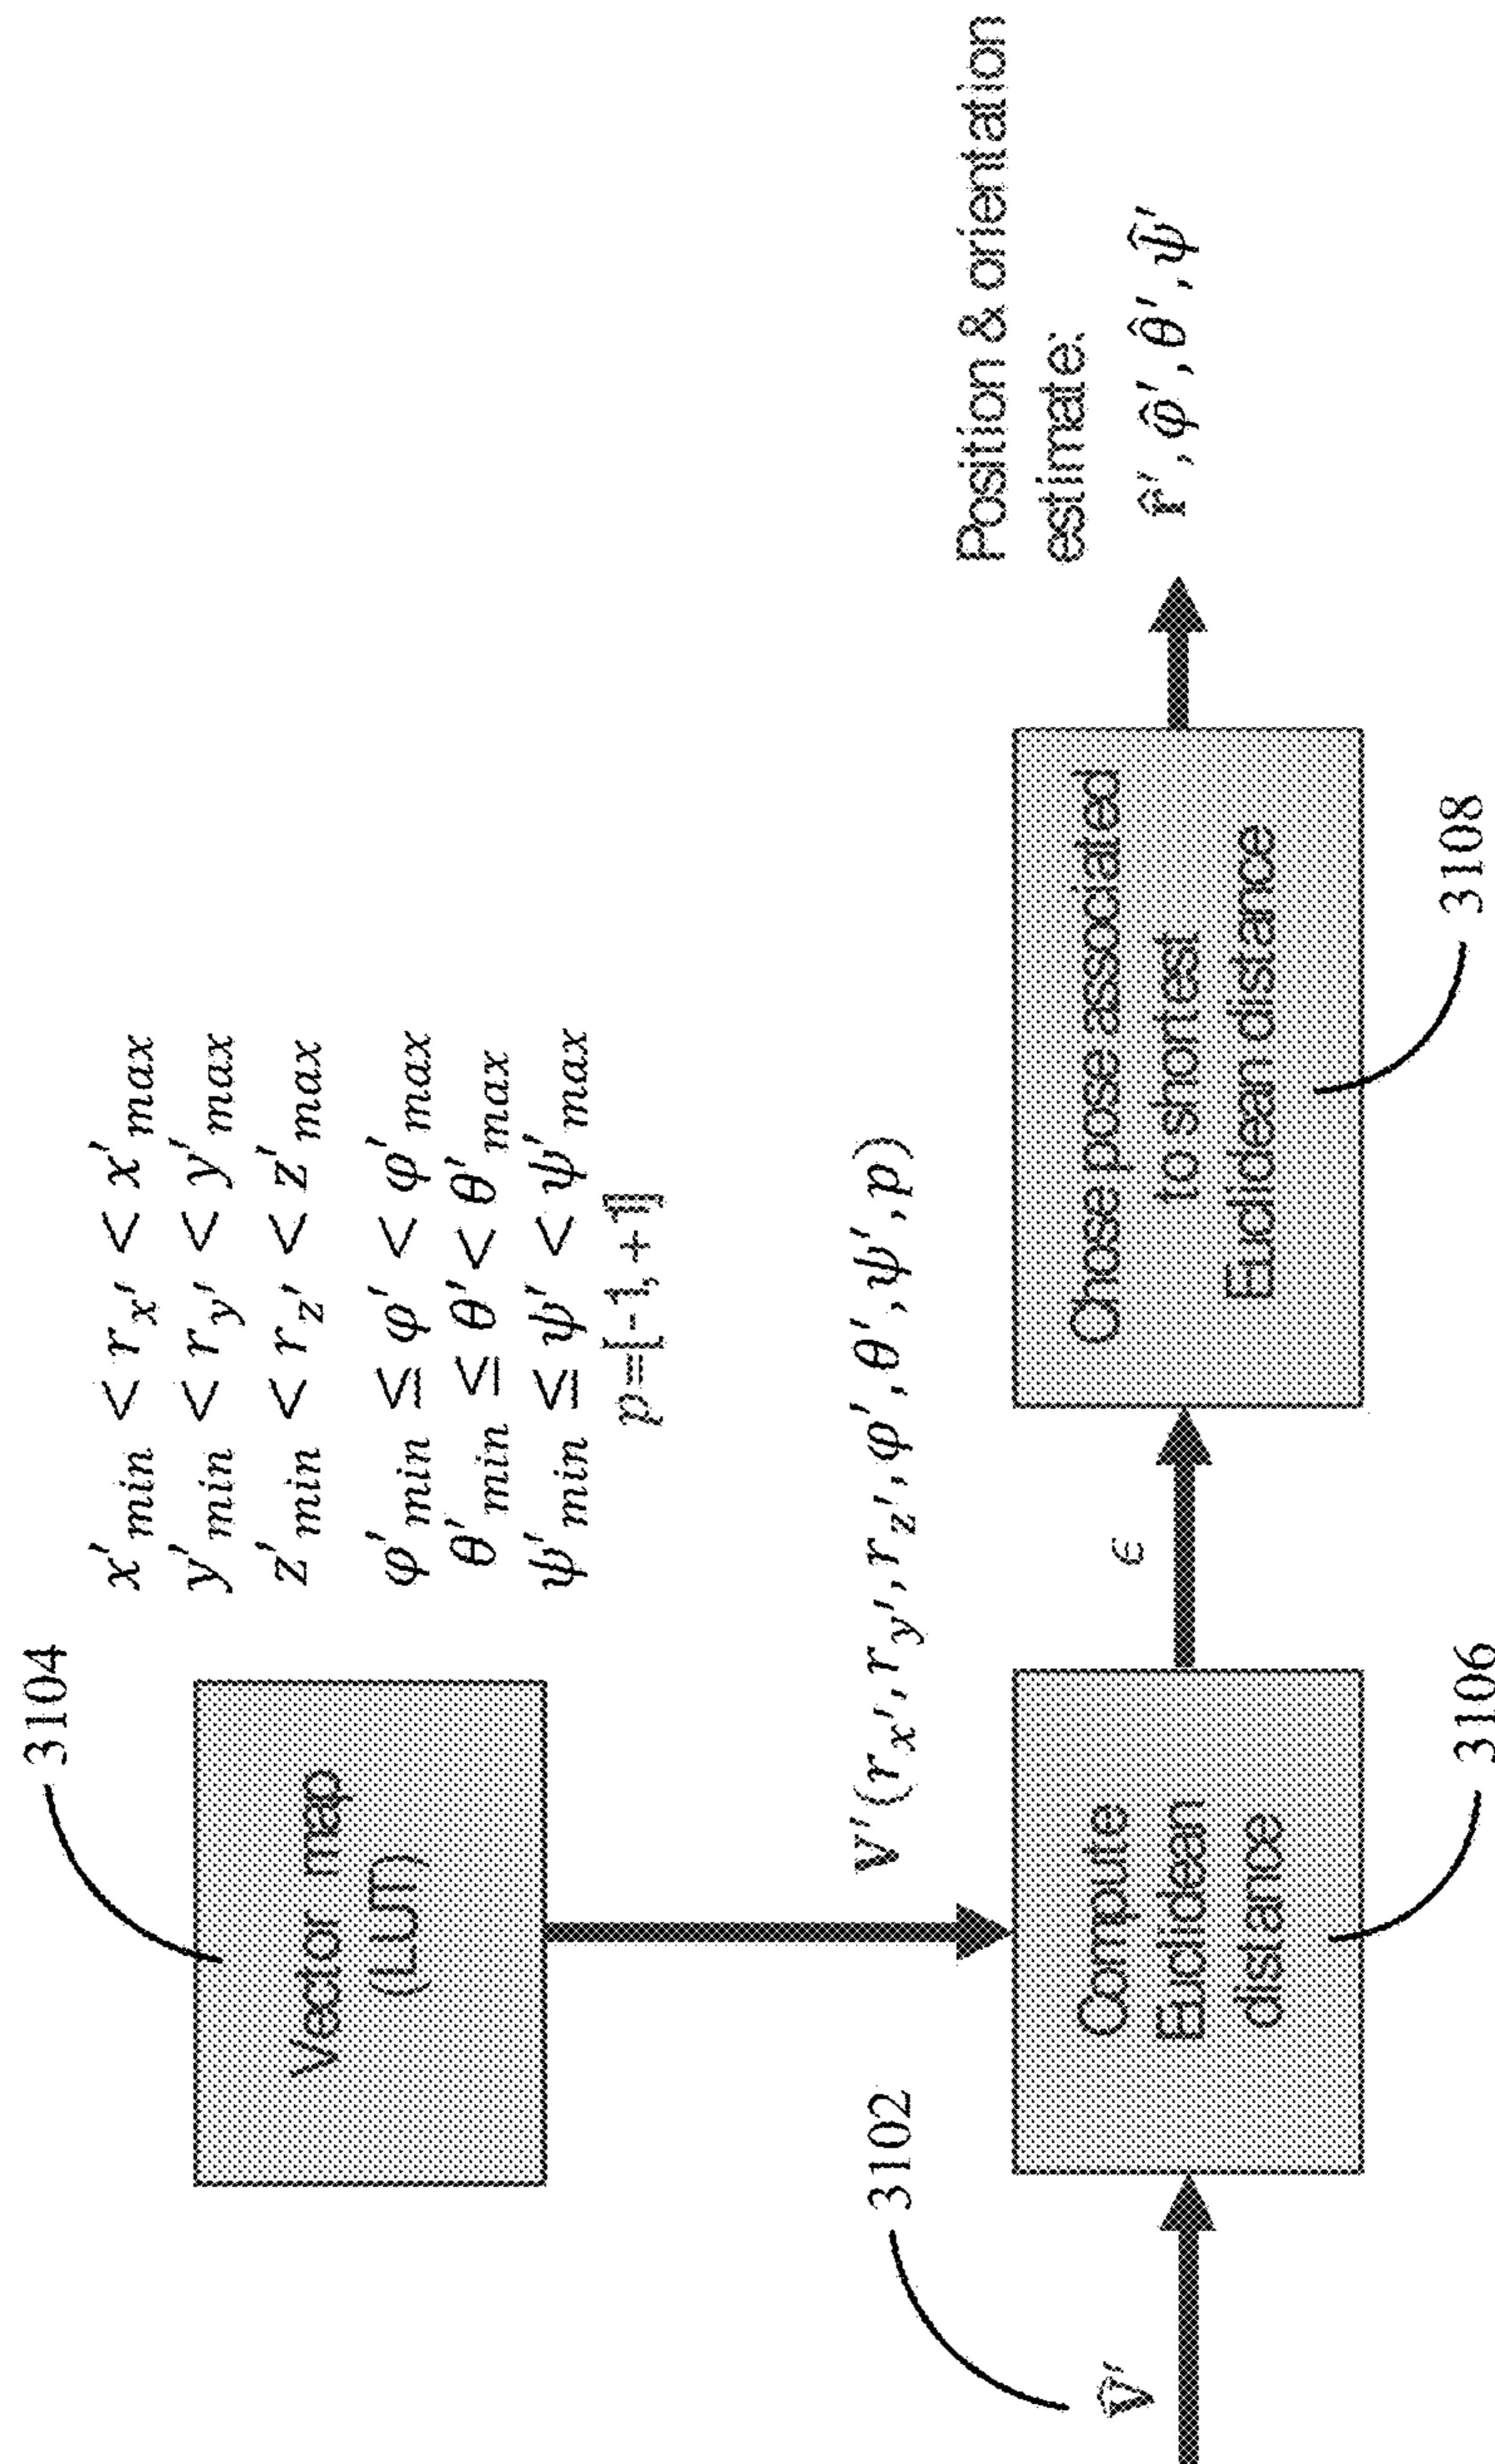 3104
Vector map
(LUT)
x'min < rx' < x'max
y'min < ry' < y'max
z'min < rz' < z'max
φ'min ≤ φ' < φ'max
θ'min ≤ θ' < θ'max
ψ'min ≤ ψ' < ψ'max
p=[-1,+1]
3102
V̂'
V'(rx', ry', rz', φ', θ', ψ', p)
Compute
Euclidean
distance
3106
ϵ
Chose pose associated
to shortest
Euclidean distance
3108
Position & orientation
estimate:
r̂', φ̂', θ̂', ψ̂'